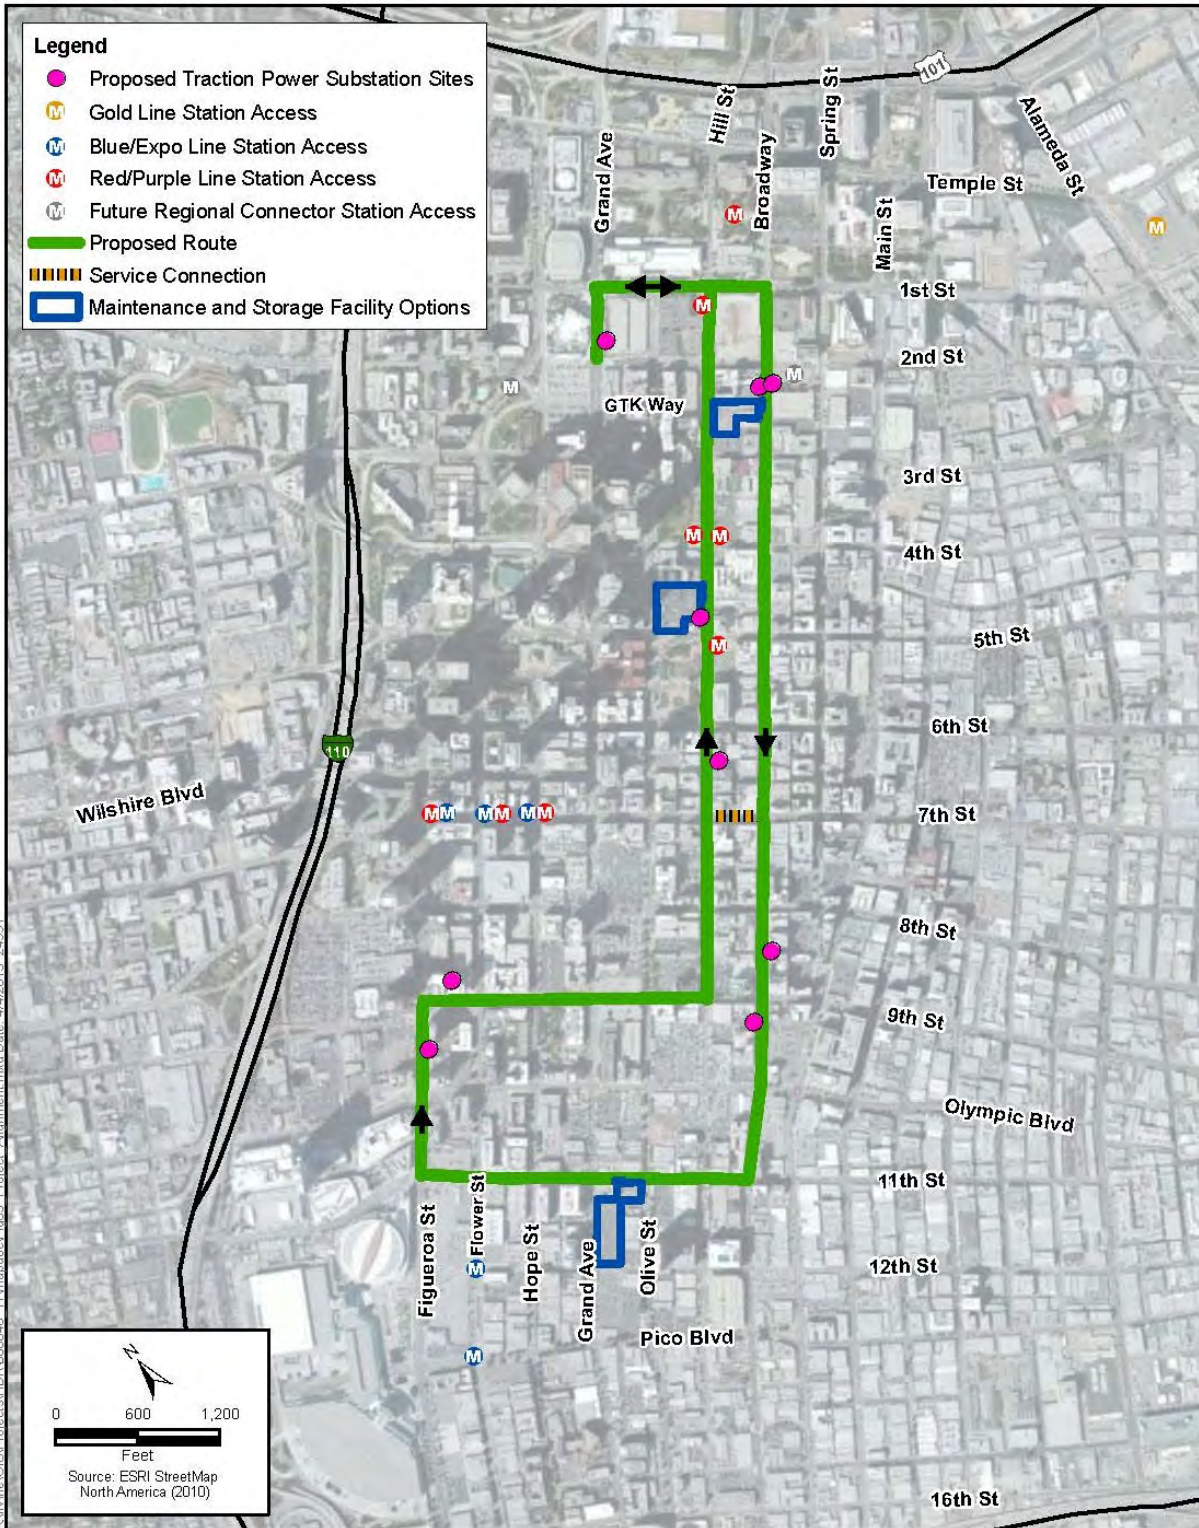 Legend
Proposed Traction Power Substation Sites
M Gold Line Station Access
M Blue/Expo Line Station Access
M Red/Purple Line Station Access
M Future Regional Connector Station Access
Proposed Route
Service Connection
Maintenance and Storage Facility Options
101
Hill St
Spring St
Alameda St
Grand Ave
Broadway
Temple St
Main St
M
M
1st St
M
2nd St
M
M
GTK Way
3rd St
M M
4th St
5th St
M
6th St
110
Wilshire Blvd
M M M M M M
7th St
8th St
9th St
Olympic Blvd
11th St
Figueroa St
Flower St
Hope St
Grand Ave
Olive St
12th St
M
Pico Blvd
M
N
0 600 1,200
Feet
Source: ESRI StreetMap
North America (2010)
16th St